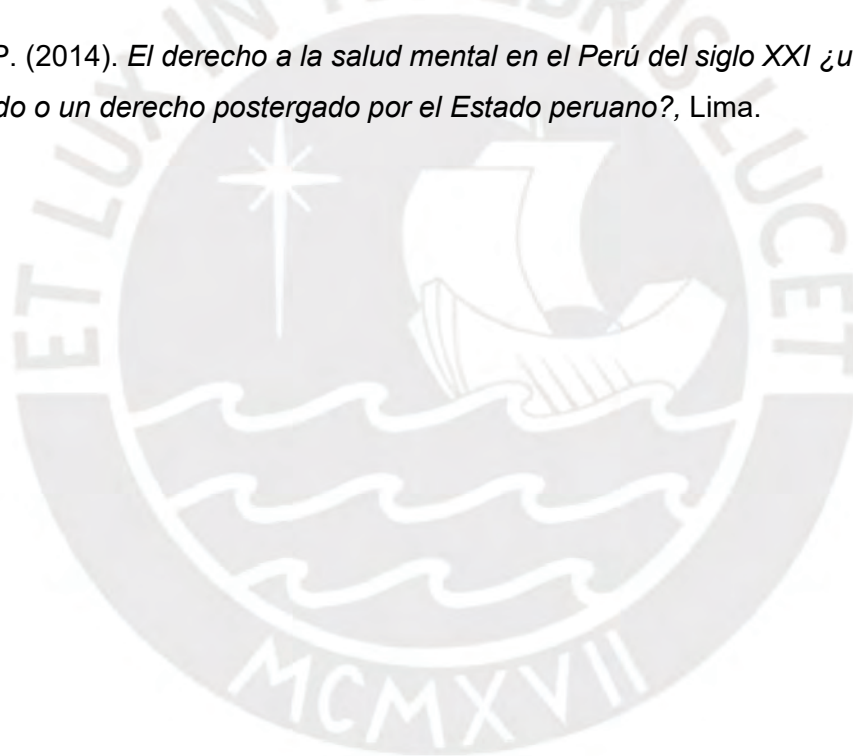 P. (2014). El derecho a la salud mental en el Perú del siglo XXI ¿u
do o un derecho postergado por el Estado peruano?, Lima.
ET LUX IN TENEBRIS LUCET
MCMXVII